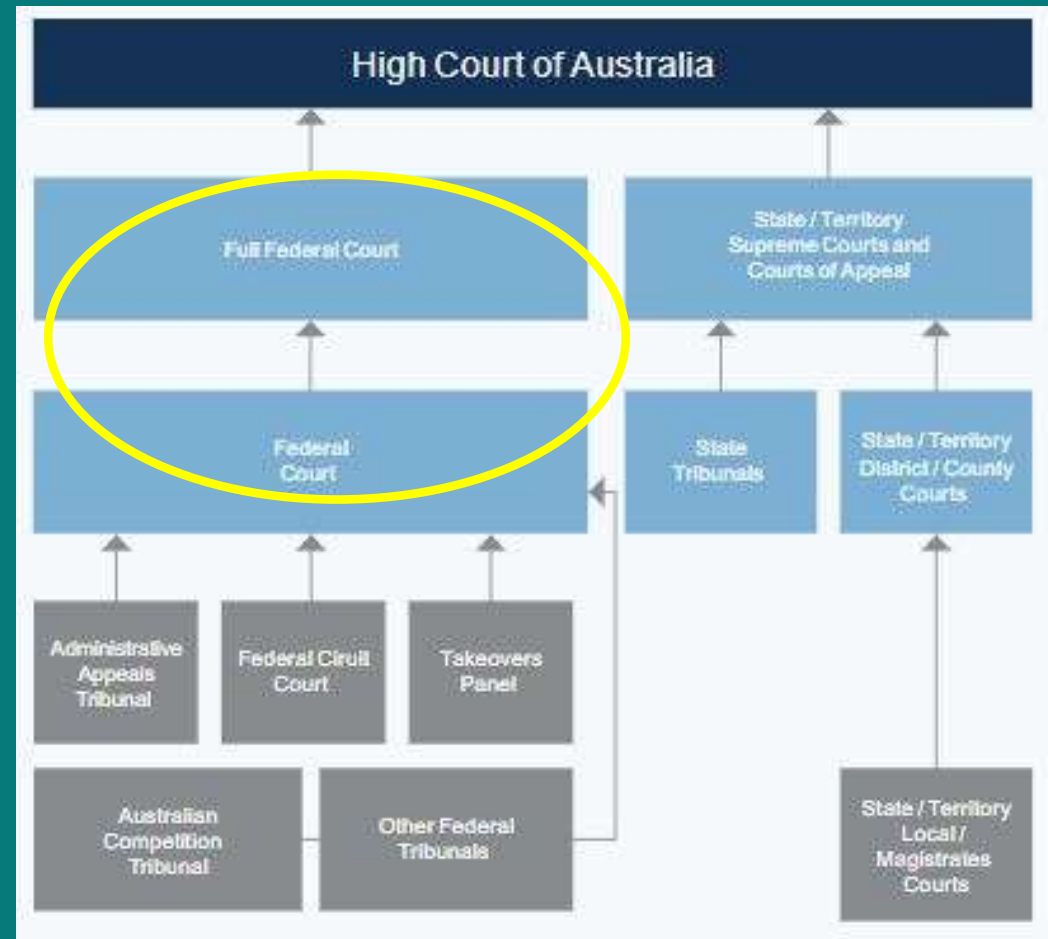 High Court of Australia
Full Federal Court
State / Territory
Supreme Courts and
Courts of Appeal
Federal
Court
State
Tribunals
State / Territory
District / County
Courts
Administrative
Appeals
Tribunal
Federal Ciruit
Court
Takeovers
Panel
Australian
Competition
Tribunal
Other Federal
Tribunals
State / Territory
Local /
Magistrates
Courts